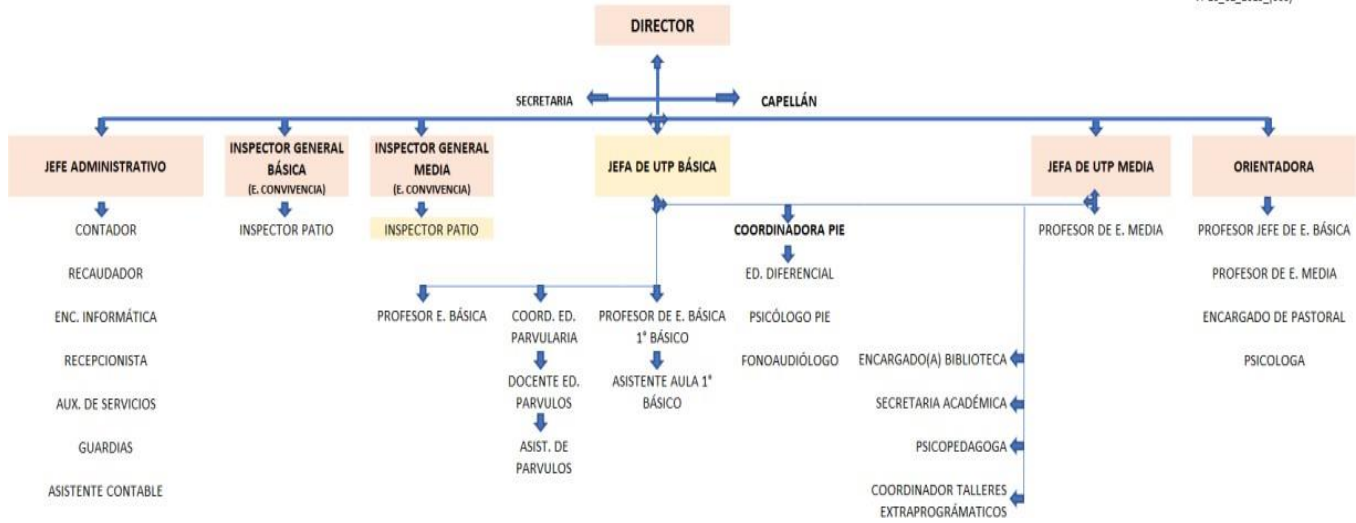 DIRECTOR
SECRETARIA
CAPELLÁN
JEFE ADMINISTRATIVO
INSPECTOR GENERAL
BÁSICA
(E. CONVIVENCIA)
INSPECTOR GENERAL
MEDIA
(E. CONVIVENCIA)
JEFA DE UTP BÁSICA
JEFA DE UTP MEDIA
ORIENTADORA
CONTADOR
RECAUDADOR
ENC. INFORMÁTICA
RECEPCIONISTA
AUX. DE SERVICIOS
GUARDIAS
ASISTENTE CONTABLE
INSPECTOR PATIO
INSPECTOR PATIO
PROFESOR E. BÁSICA
COORD. ED.
PARVULARIA
DOCENTE ED.
PARVULOS
ASIST. DE
PARVULOS
PROFESOR DE E. BÁSICA
1° BÁSICO
ASISTENTE AULA 1°
BÁSICO
COORDINADORA PIE
ED. DIFERENCIAL
PSICÓLOGO PIE
FONOAUDIÓLOGO
ENCARGADO(A) BIBLIOTECA
SECRETARIA ACADÉMICA
PSICOPEDAGOGA
COORDINADOR TALLERES
EXTRAPROGRÁMATICOS
PROFESOR DE E. MEDIA
PROFESOR JEFE DE E. BÁSICA
PROFESOR DE E. MEDIA
ENCARGADO DE PASTORAL
PSICOLOGA